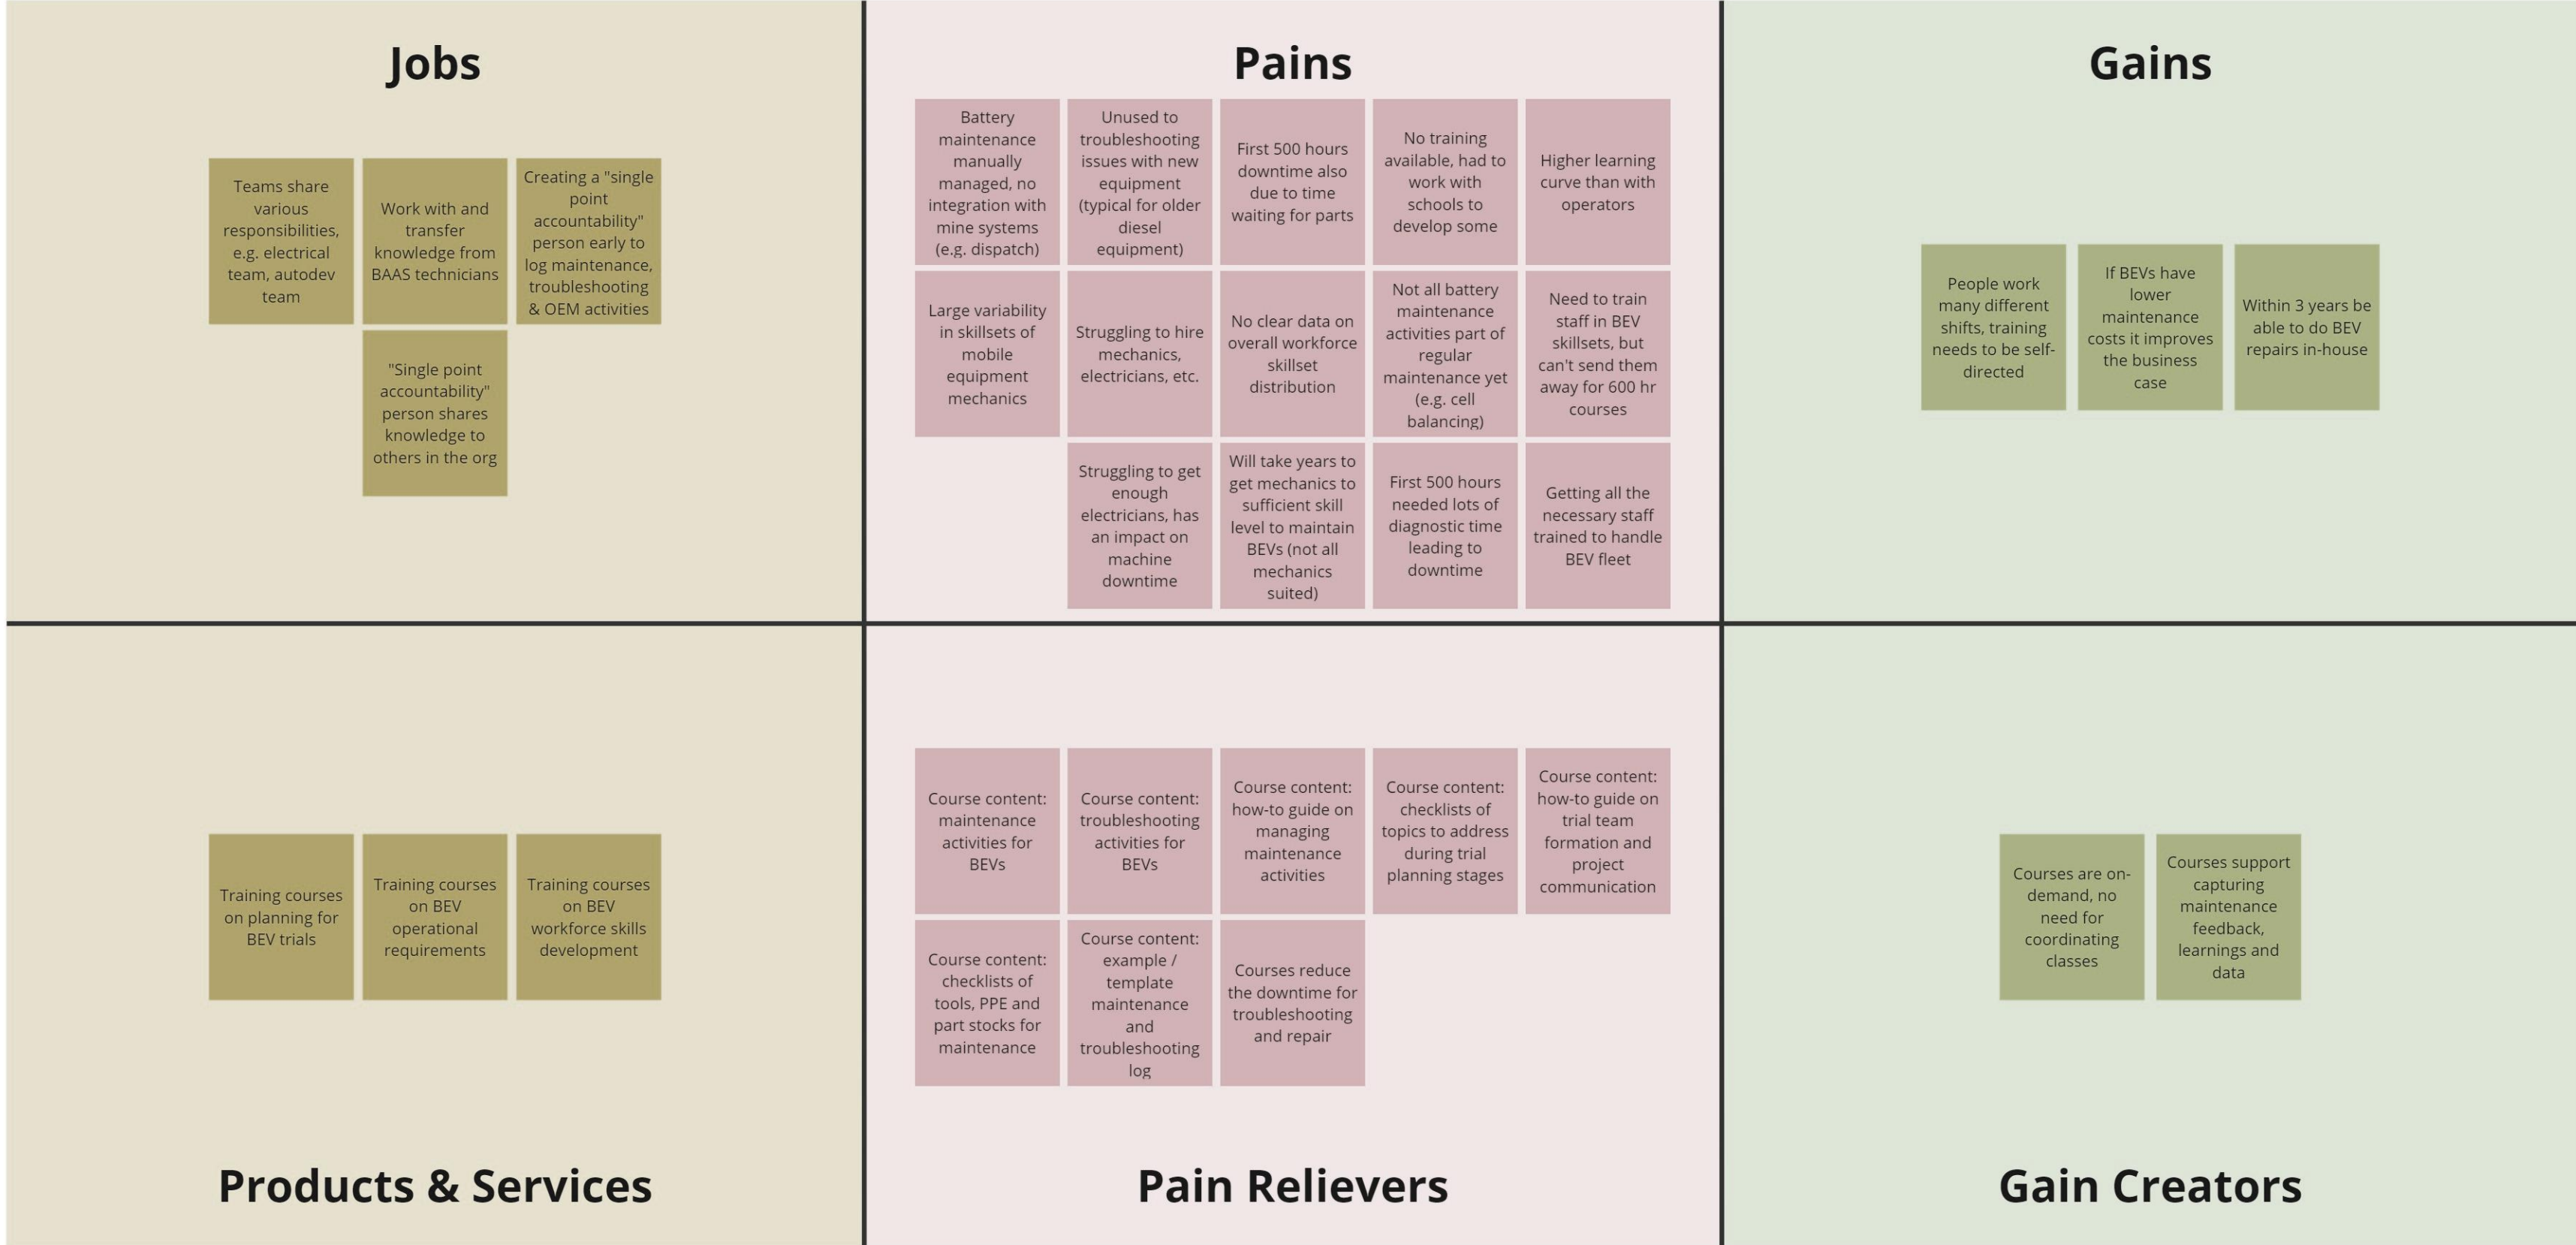 Jobs
Teams share
various
responsibilities,
e.g. electrical
team, autodev
team
Work with and
transfer
knowledge from
BAAS technicians
Creating a "single
point
accountability"
person early to
log maintenance,
troubleshooting
& OEM activities
"Single point
accountability"
person shares
knowledge to
others in the org
Pains
Battery
maintenance
manually
managed, no
integration with
mine systems
(e.g. dispatch)
Unused to
troubleshooting
issues with new
equipment
(typical for older
diesel
equipment)
First 500 hours
downtime also
due to time
waiting for parts
No training
available, had to
work with
schools to
develop some
Higher learning
curve than with
operators
Large variability
in skillsets of
mobile
equipment
mechanics
Struggling to hire
mechanics,
electricians, etc.
No clear data on
overall workforce
skillset
distribution
Not all battery
maintenance
activities part of
regular
maintenance yet
(e.g. cell
balancing)
Need to train
staff in BEV
skillsets, but
can't send them
away for 600 hr
courses
Struggling to get
enough
electricians, has
an impact on
machine
downtime
Will take years to
get mechanics to
sufficient skill
level to maintain
BEVs (not all
mechanics
suited)
First 500 hours
needed lots of
diagnostic time
leading to
downtime
Getting all the
necessary staff
trained to handle
BEV fleet
Gains
People work
many different
shifts, training
needs to be self-
directed
If BEVs have
lower
maintenance
costs it improves
the business
case
Within 3 years be
able to do BEV
repairs in-house
Training courses
on planning for
BEV trials
Training courses
on BEV
operational
requirements
Training courses
on BEV
workforce skills
development
Products & Services
Course content:
maintenance
activities for
BEVs
Course content:
troubleshooting
activities for
BEVs
Course content:
how-to guide on
managing
maintenance
activities
Course content:
checklists of
topics to address
during trial
planning stages
Course content:
how-to guide on
trial team
formation and
project
communication
Course content:
checklists of
tools, PPE and
part stocks for
maintenance
Course content:
example /
template
maintenance
and
troubleshooting
log
Courses reduce
the downtime for
troubleshooting
and repair
Pain Relievers
Courses are on-
demand, no
need for
coordinating
classes
Courses support
capturing
maintenance
feedback,
learnings and
data
Gain Creators